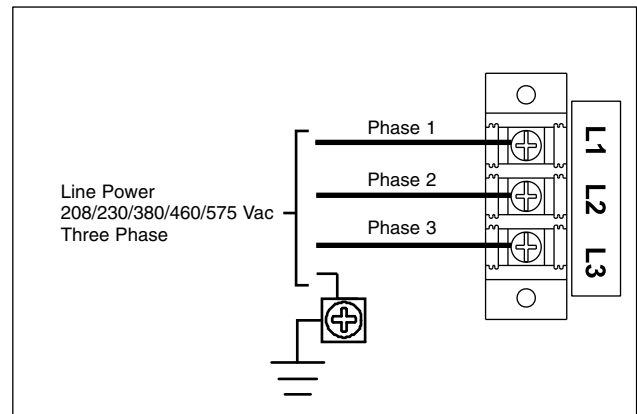 Phase 1
L1
Phase 2
L2
Line Power
208/230/380/460/575 Vac
Three Phase
Phase 3
L3